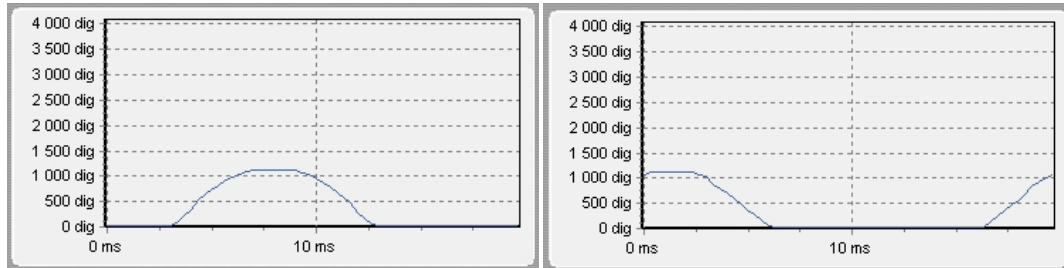 4 000 dig
3 500 dig
3 000 dig
2 500 dig
2 000 dig
1 500 dig
1 000 dig
500 dig
0 dig
0 ms 10 ms
4 000 dig
3 500 dig
3 000 dig
2 500 dig
2 000 dig
1 500 dig
1 000 dig
500 dig
0 dig
0 ms 10 ms